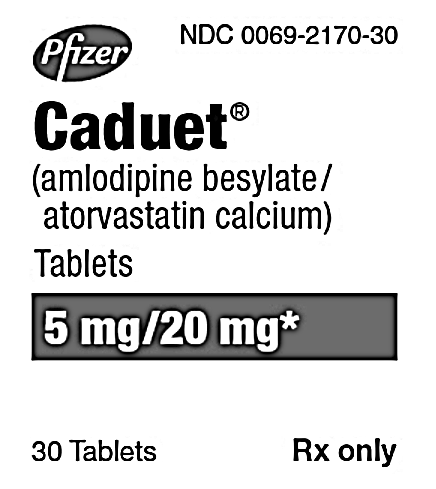 Pfizer
NDC 0069-2170-30
Caduet®
(amlodipine besylate/
atorvastatin calcium)
Tablets
5 mg/20 mg*
30 Tablets
Rx only